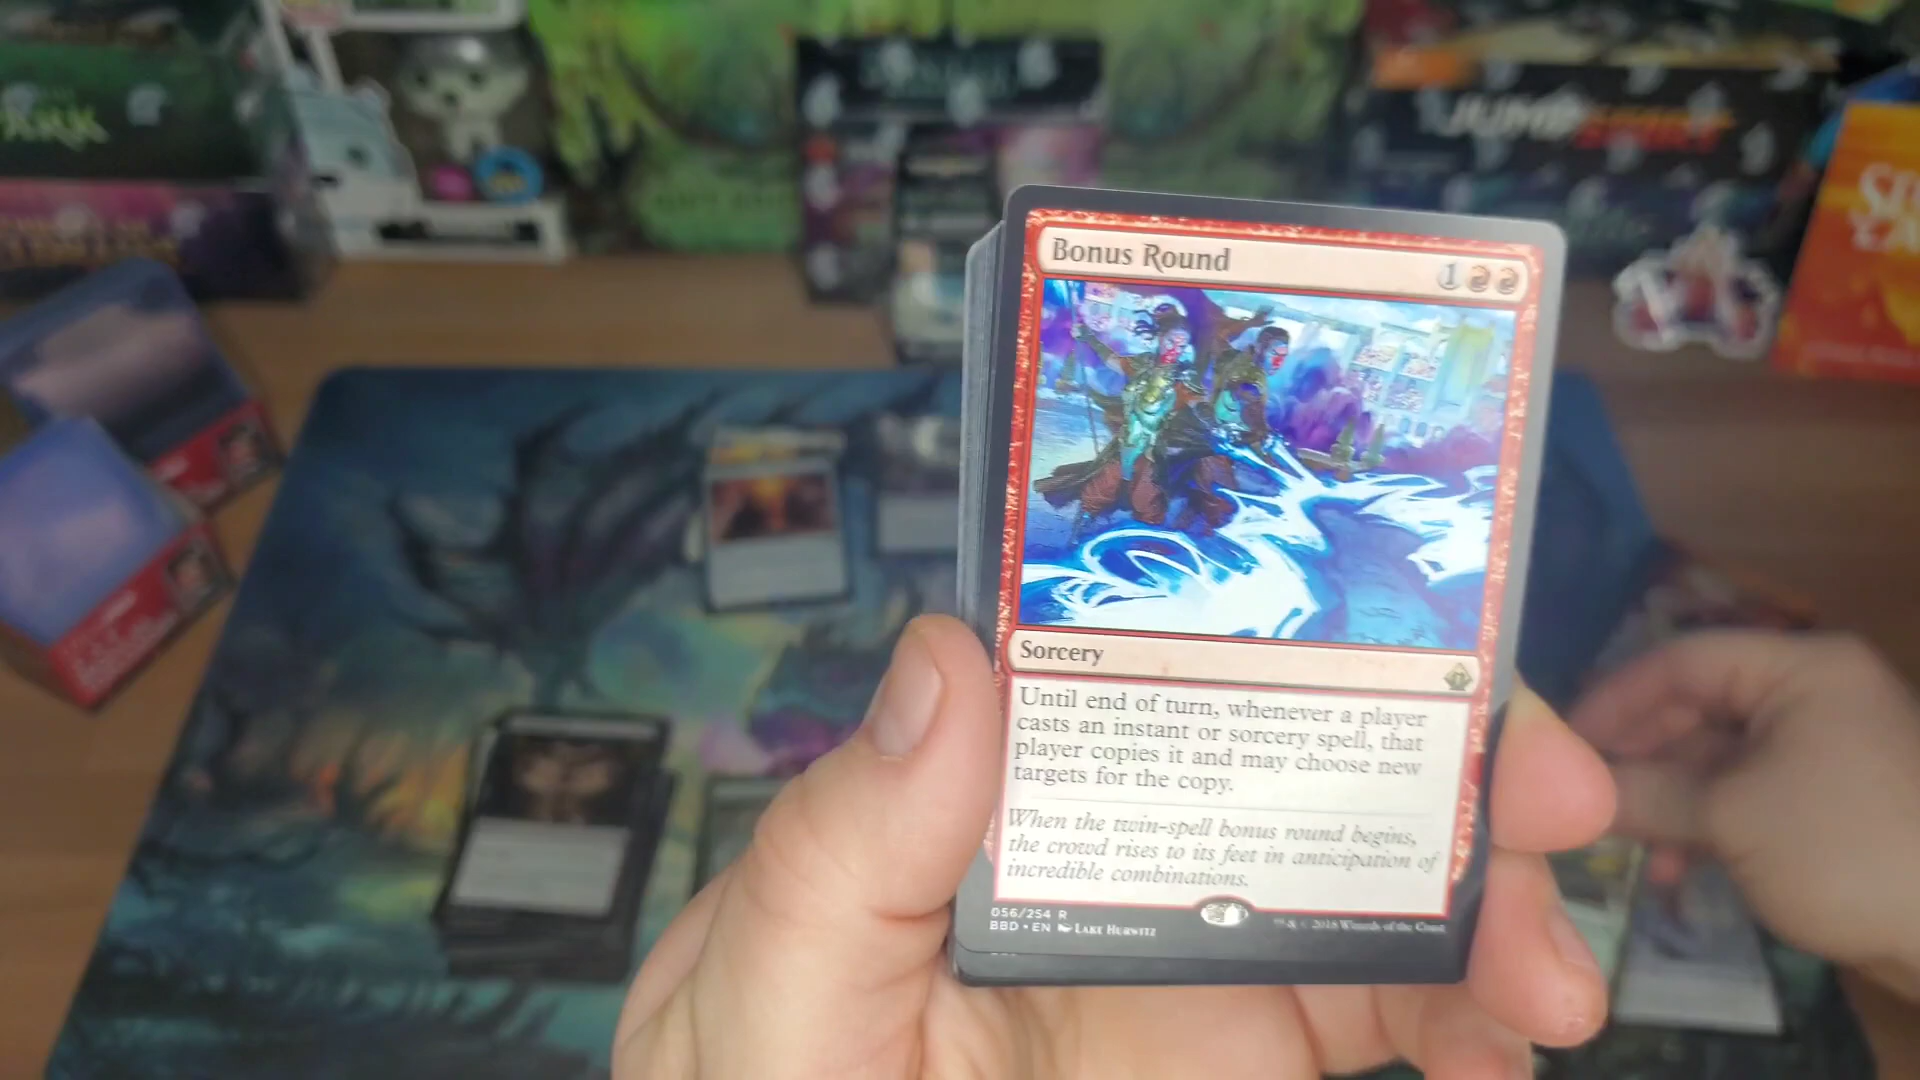 JUMPSTART
Bonus Round
1
Sorcery
Until end of turn, whenever a player
casts an instant or sorcery spell, that
player copies it and may choose new
targets for the copy.
When the twin-spell bonus round begins,
the crowd rises to its feet in anticipation of
incredible combinations.
056/254 R
BBD • EN Lake Hurwitz
™ & © 2018 Wizards of the Coast